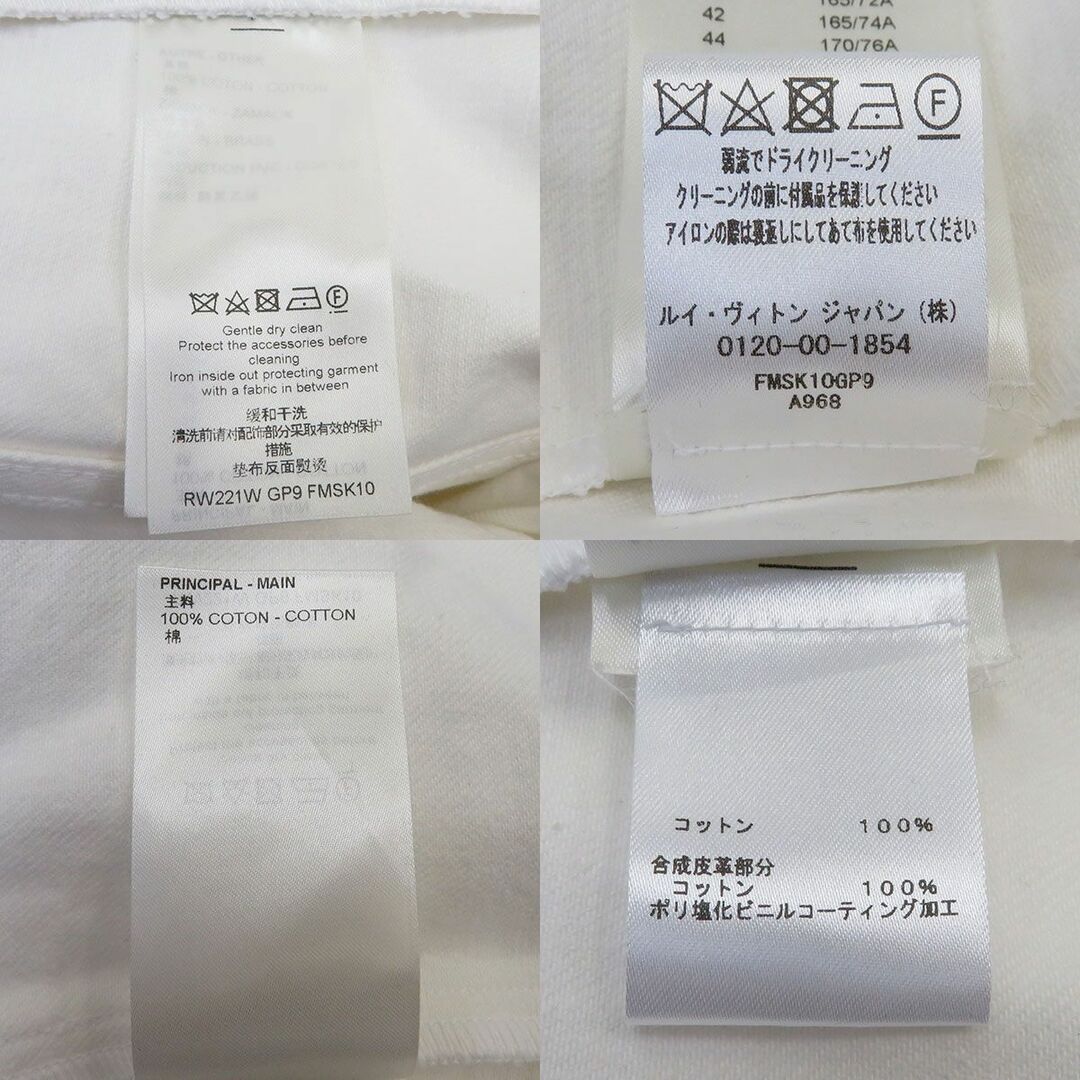 100% COTON - COTTON
Gentle dry clean
Protect the accessories before
cleaning
Iron inside out protecting garment
with a fabric in between
缓和干洗
清洗前请对配饰部分采取有效的保护
措施
垫布反面熨烫
RW221W GP9 FMSK10
165/72A
42 165/74A
44 170/76A
F
弱流でドライクリーニング
クリーニングの前に付属品を保護してください
アイロンの際は裏返しにしてあて布を使用してください
ルイ・ヴィトン ジャパン (株)
0120-00-1854
FMSK10GP9
A968
PRINCIPAL - MAIN
主料
100% COTON - COTTON
棉
コットン 100%
合成皮革部分
コットン 100%
ポリ塩化ビニルコーティング加工